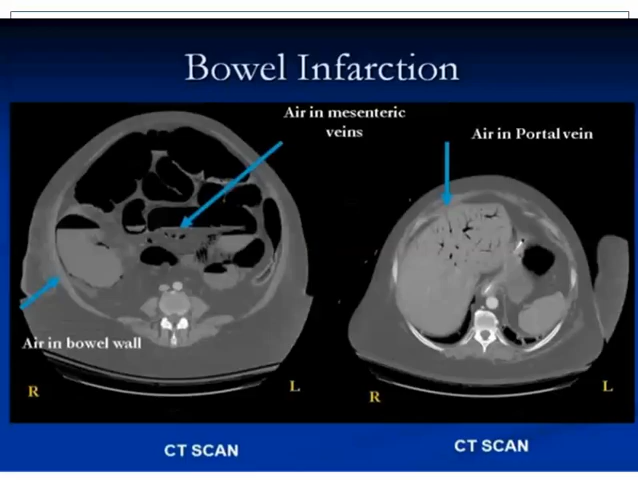 Bowel Infarction
Air in mesenteric
veins
Air in Portal vein
Air in bowel wall
R
L
R
L
CT SCAN
CT SCAN